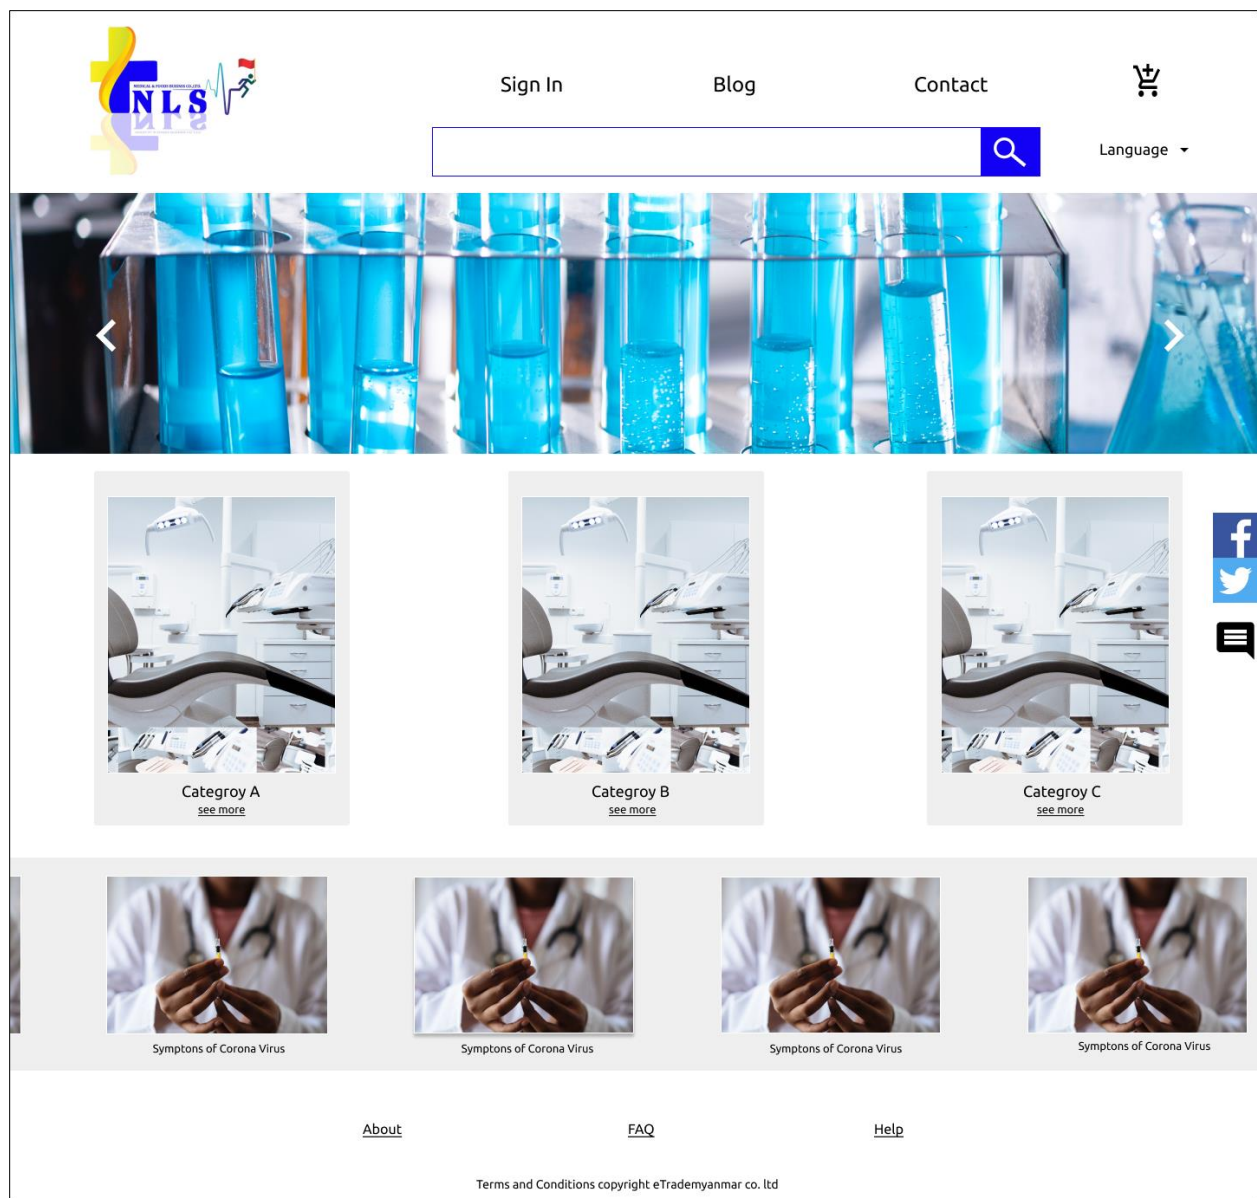 NLS
Sign In
Blog
Contact
Language
Categroy A
see more
Categroy B
see more
Categroy C
see more
Symptons of Corona Virus
Symptons of Corona Virus
Symptons of Corona Virus
Symptons of Corona Virus
About
FAQ
Help
Terms and Conditions copyright eTrademyanmar co. ltd